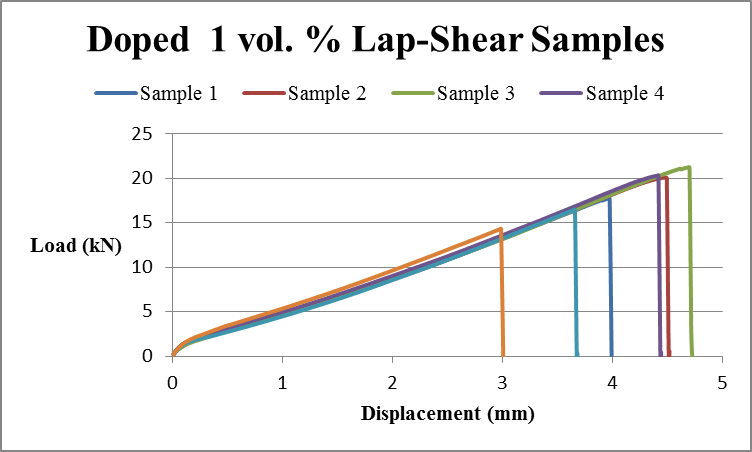 Doped  1 vol. % Lap-Shear Samples
Sample 1 Sample 2 Sample 3 Sample 4
25
20
15
Load (kN)
10
5
0
0 1 2 3 4 5
Displacement (mm)